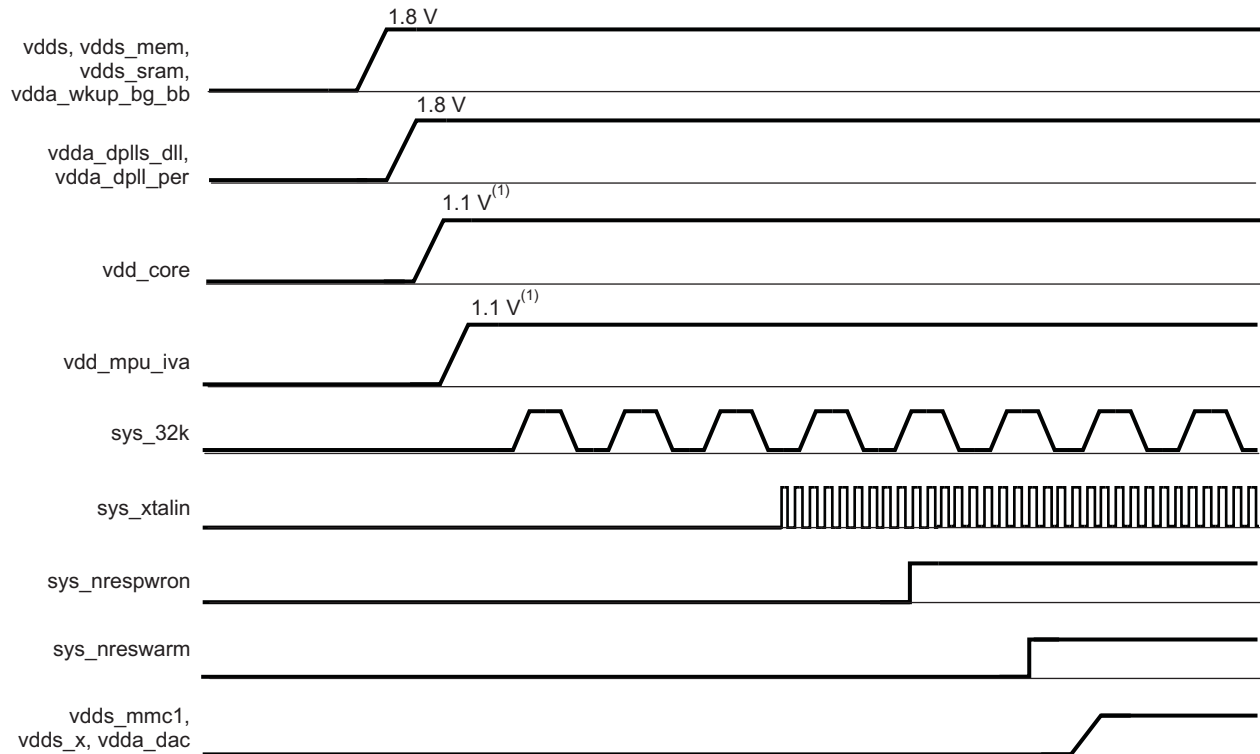 1.8 V
vdds, vdds_mem,
vdds_sram,
vdda_wkup_bg_bb
1.8 V
vdda_dplls_dll,
vdda_dpll_per
1.1 V(1)
vdd_core
1.1 V(1)
vdd_mpu_iva
sys_32k
sys_xtalin
sys_nrespwron
sys_nreswarm
vdds_mmc1,
vdds_x, vdda_dac